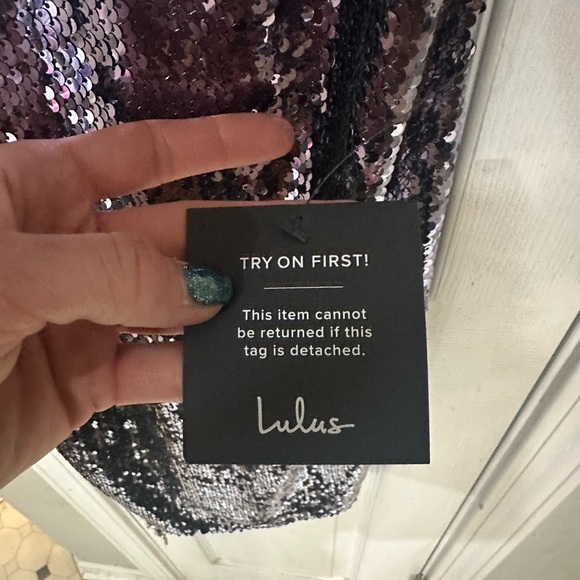 TRY ON FIRST!
This item cannot
be returned if this
tag is detached.
Lulus